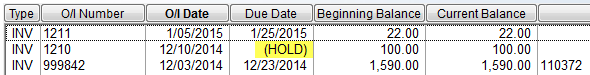 Type O/I Number O/I Date Due Date Beginning Balance Current Balance
INV 1211 1/05/2015 1/25/2015 22.00 22.00
INV 1210 12/10/2014 (HOLD) 100.00 100.00
INV 999842 12/03/2014 12/23/2014 1,590.00 1,590.00 110372